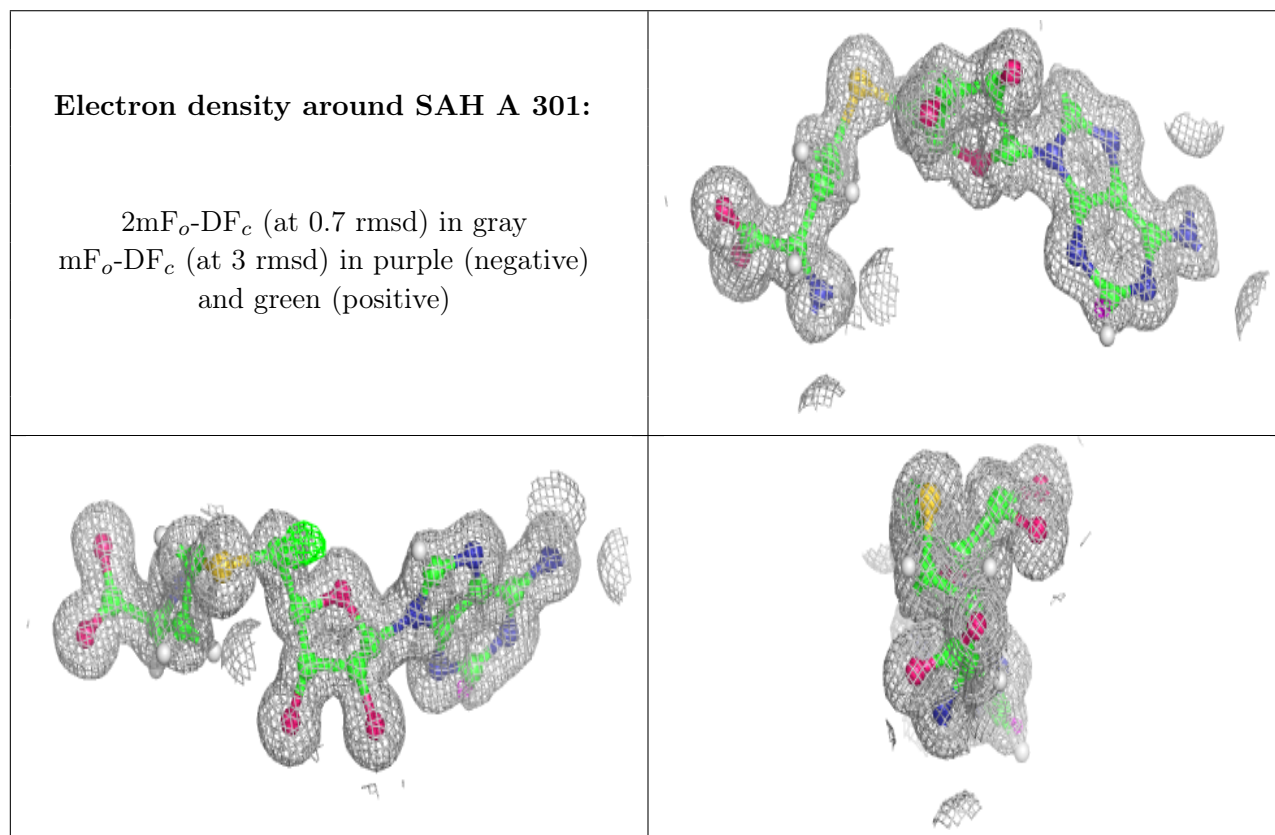 Electron density around SAH A 301:
2mFo-DFc (at 0.7 rmsd) in gray
mFo-DFc (at 3 rmsd) in purple (negative)
and green (positive)